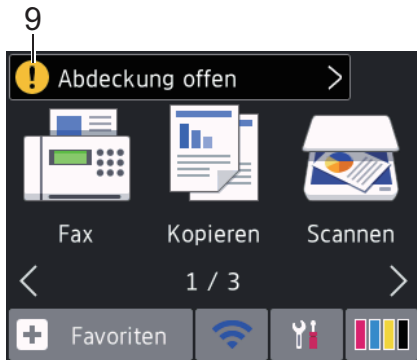 9
! Abdeckung offen >
Fax Kopieren Scannen
< 1 / 3 >
+ Favoriten